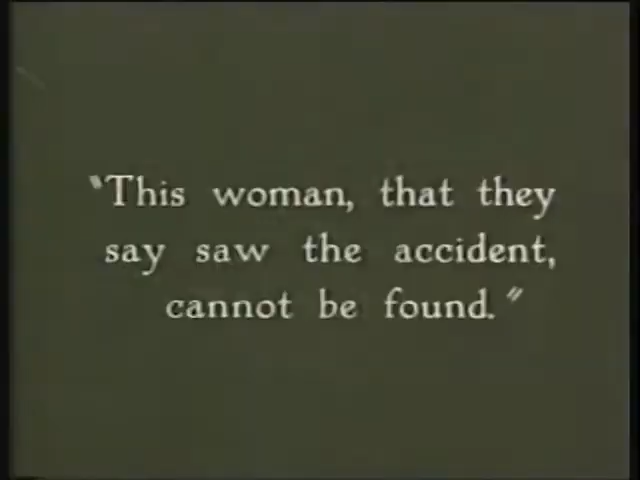 "This woman, that they
say saw the accident,
cannot be found."